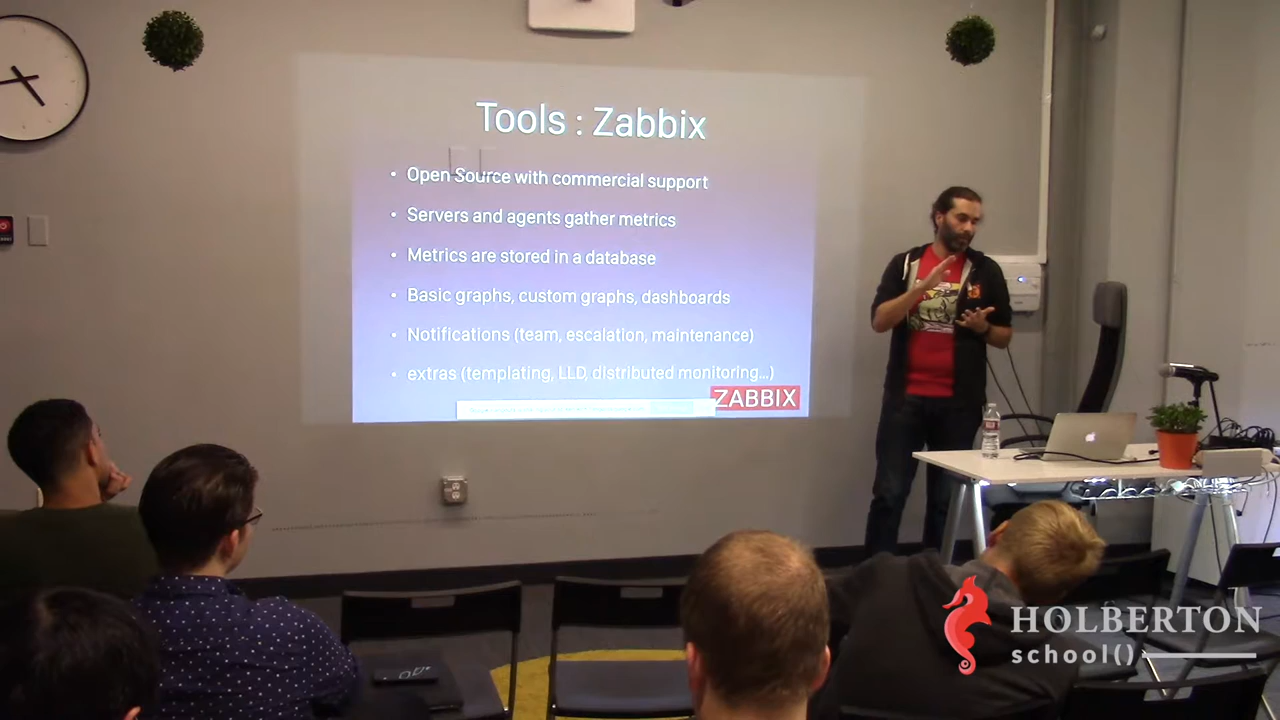 Tools : Zabbix
• Open Source with commercial support
• Servers and agents gather metrics
• Metrics are stored in a database
• Basic graphs, custom graphs, dashboards
• Notifications (team, escalation, maintenance)
• extras (templating, LLD, distributed monitoring...)
ZABBIX
HOLBERTON
school()